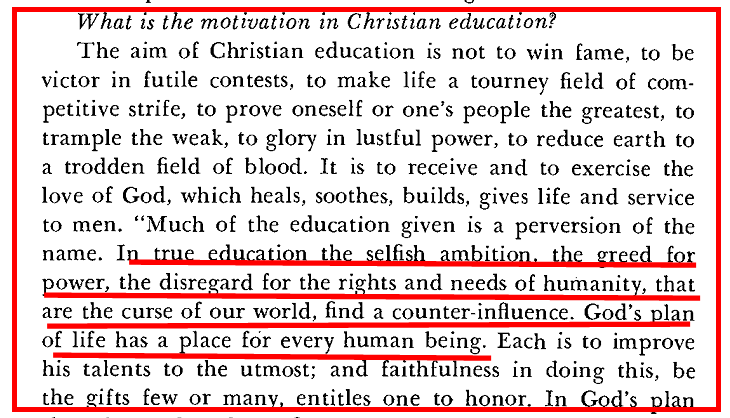 What is the motivation in Christian education?
The aim of Christian education is not to win fame, to be
victor in futile contests, to make life a tourney field of com-
petitive strife, to prove oneself or one's people the greatest, to
trample the weak, to glory in lustful power, to reduce earth to
a trodden field of blood. It is to receive and to exercise the
love of God, which heals, soothes, builds, gives life and service
to men. "Much of the education given is a perversion of the
name. In true education the selfish ambition, the greed for
power, the disregard for the rights and needs of humanity, that
are the curse of our world, find a counter-influence. God's plan
of life has a place for every human being. Each is to improve
his talents to the utmost; and faithfulness in doing this, be
the gifts few or many, entitles one to honor. In God's plan